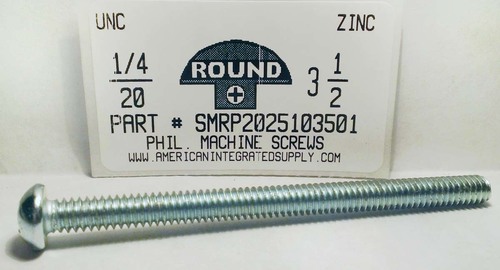 UNC ZINC
1/4 ROUND 3 1/2
20
PART # SMRP2025103501
PHIL. MACHINE SCREWS
WWW.AMERICANINTEGRATEDSUPPLY.COM